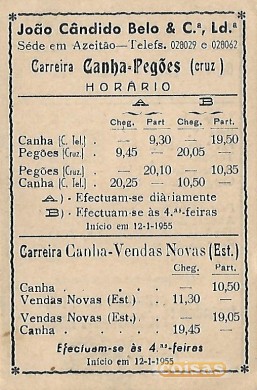 João Cândido Belo & C.ª, Ld.ª
Séde em Azeitão—Telefs. 028029 e 028062
Carreira Canha-Pegões (cruz)
HORÁRIO
A B
Cheg. Part. Cheg. Part
Canha (C. Tel.) . — 9,30 — 19,50
Pegões (Cruz.) . 9,45 — 20,05 —
Pegões (Cruz.) . — 20,10 — 10,35
Canha (C. Tel.) . 20,25 — 10,50 —
A) - Efectuam-se diàriamente
B) - Efectuam-se às 4.ªs-feiras
Início em 12-1-1955
Carreira Canha-Vendas Novas (Est.)
Cheg. Part.
Canha . . . . . — 10,50
Vendas Novas (Est.) . 11,30 —
Vendas Novas (Est.) . — 19,05
Canha . . . . . 19,45 —
Efectuam-se às 4.ªs-feiras
Início em 12-1-1955
coisas